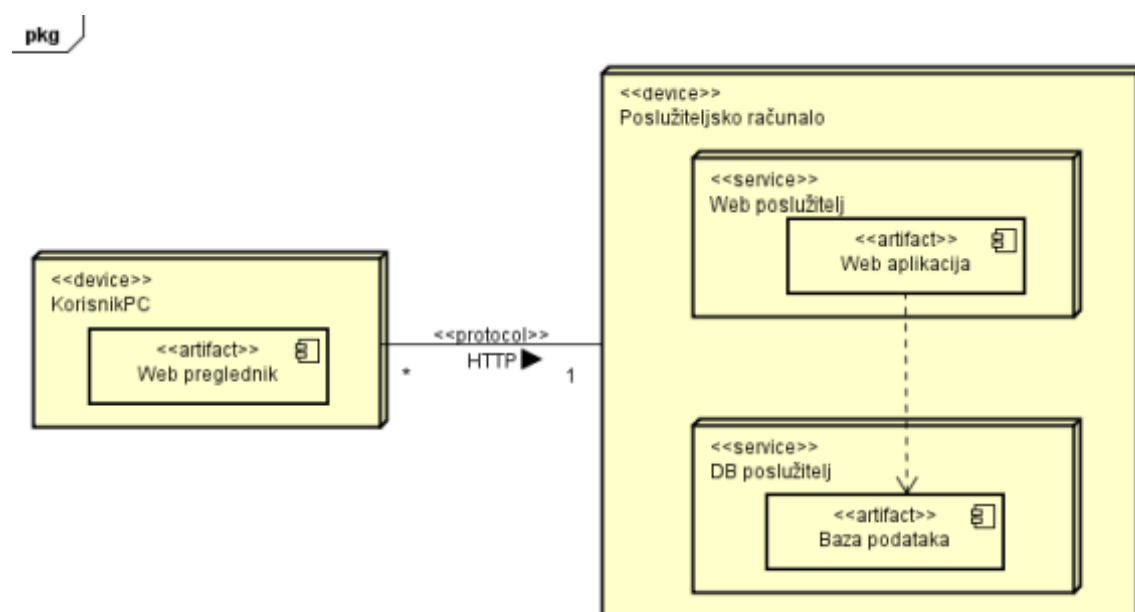 pkg
<<device>>
Poslužiteljsko računalo
<<service>>
Web poslužitelj
<<artifact>>
Web aplikacija
<<device>>
KorisnikPC
<<artifact>>
Web preglednik
<<protocol>>
HTTP
*
1
<<service>>
DB poslužitelj
<<artifact>>
Baza podataka